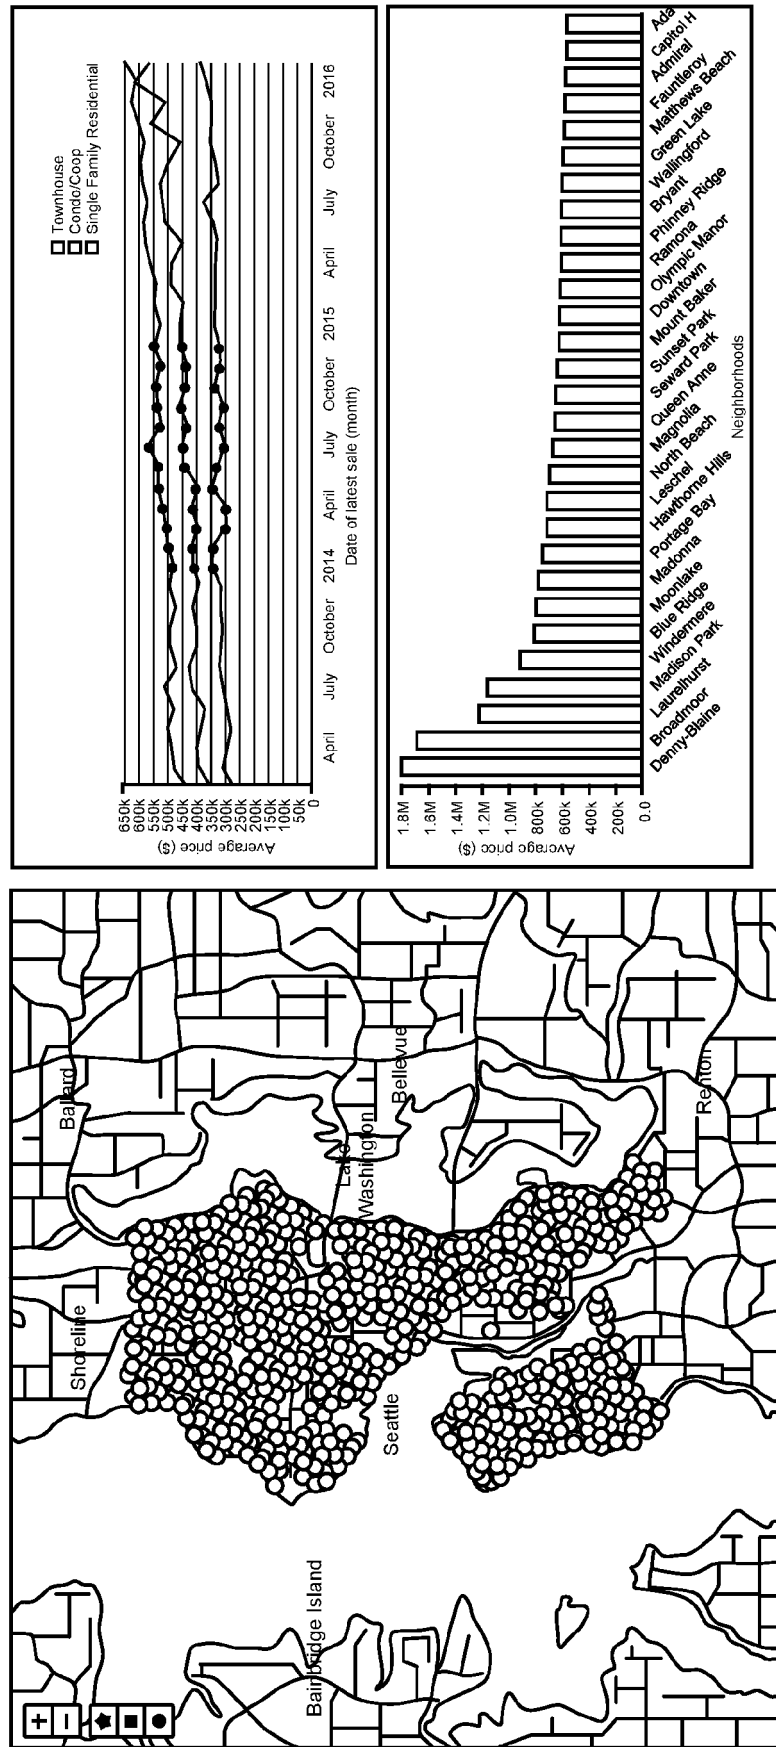 +
−
Shoreline
Ballard
Bainbridge Island
Lake
Washington
Seattle
Bellevue
Renton
Townhouse
Condo/Coop
Single Family Residential
Average price ($)
650k
600k
550k
500k
450k
400k
350k
300k
250k
200k
150k
100k
50k
0
April July October 2014 April July October 2015 April July October 2016
Date of latest sale (month)
Average price ($)
1.8M
1.6M
1.4M
1.2M
1.0M
800k
600k
400k
200k
0.0
Denny-Blaine
Broadmoor
Laurelhurst
Madison Park
Windermere
Blue Ridge
Moonlake
Madonna
Portage Bay
Hawthorne Hills
Leschel
North Beach
Magnolia
Queen Anne
Seward Park
Sunset Park
Mount Baker
Downtown
Olympic Manor
Ramona
Phinney Ridge
Bryant
Wallingford
Green Lake
Matthews Beach
Fauntleroy
Admiral
Capitol H
Ada
Neighborhoods